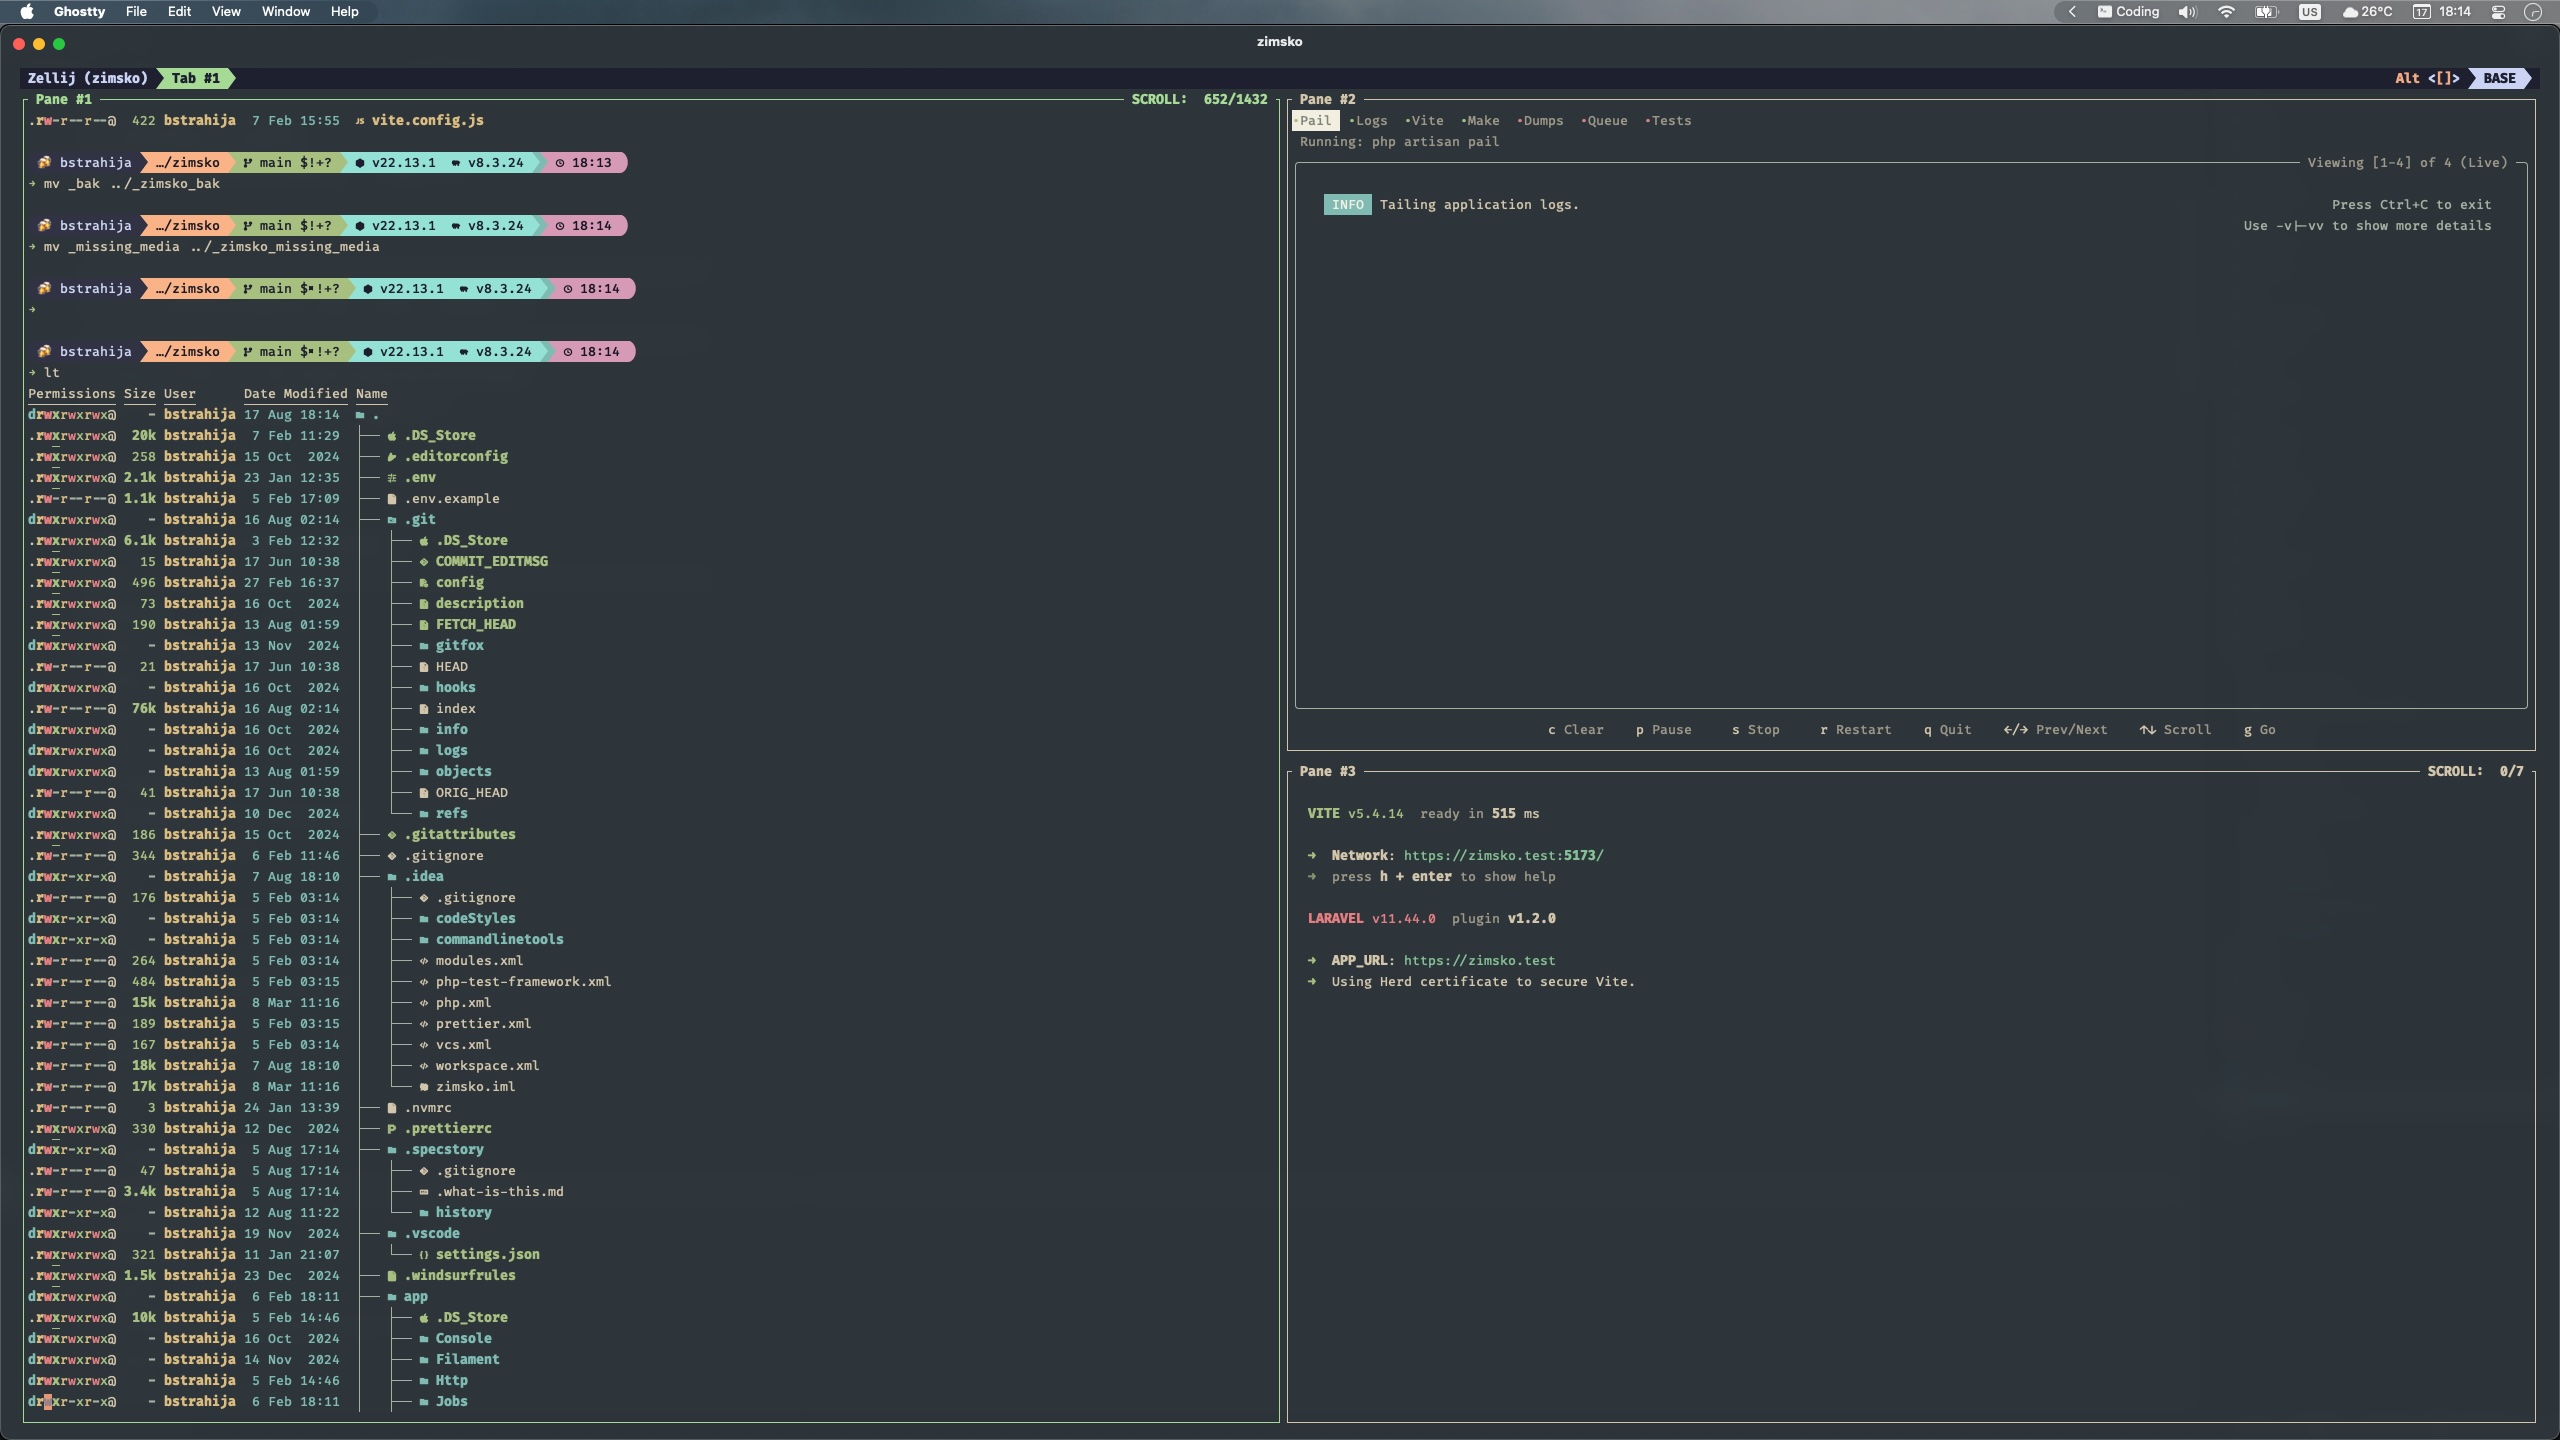 Ghostty File Edit View Window Help
Coding US 26°C 17 18:14
zimsko
Zellij (zimsko) Tab #1 Alt <[]> BASE
Pane #1 SCROLL: 652/1432
.rw-r--r--@ 422 bstrahija 7 Feb 15:55 JS vite.config.js
bstrahija …/zimsko main $!+? v22.13.1 v8.3.24 18:13
➜ mv _bak ../_zimsko_bak
bstrahija …/zimsko main $!+? v22.13.1 v8.3.24 18:14
➜ mv _missing_media ../_zimsko_missing_media
bstrahija …/zimsko main $✖!+? v22.13.1 v8.3.24 18:14
➜
bstrahija …/zimsko main $✖!+? v22.13.1 v8.3.24 18:14
➜ lt
Permissions Size User Date Modified Name
drwxrwxrwx@ - bstrahija 17 Aug 18:14 .
.rwxrwxrwx@ 20k bstrahija 7 Feb 11:29 .DS_Store
.rwxrwxrwx@ 258 bstrahija 15 Oct 2024 .editorconfig
.rwxrwxrwx@ 2.1k bstrahija 23 Jan 12:35 .env
.rw-r--r--@ 1.1k bstrahija 5 Feb 17:09 .env.example
drwxrwxrwx@ - bstrahija 16 Aug 02:14 .git
.rwxrwxrwx@ 6.1k bstrahija 3 Feb 12:32 .DS_Store
.rwxrwxrwx@ 15 bstrahija 17 Jun 10:38 COMMIT_EDITMSG
.rwxrwxrwx@ 496 bstrahija 27 Feb 16:37 config
.rwxrwxrwx@ 73 bstrahija 16 Oct 2024 description
.rwxrwxrwx@ 190 bstrahija 13 Aug 01:59 FETCH_HEAD
drwxrwxrwx@ - bstrahija 13 Nov 2024 gitfox
.rw-r--r--@ 21 bstrahija 17 Jun 10:38 HEAD
drwxrwxrwx@ - bstrahija 16 Oct 2024 hooks
.rw-r--r--@ 76k bstrahija 16 Aug 02:14 index
drwxrwxrwx@ - bstrahija 16 Oct 2024 info
drwxrwxrwx@ - bstrahija 16 Oct 2024 logs
drwxrwxrwx@ - bstrahija 13 Aug 01:59 objects
.rw-r--r--@ 41 bstrahija 17 Jun 10:38 ORIG_HEAD
drwxrwxrwx@ - bstrahija 10 Dec 2024 refs
.rwxrwxrwx@ 186 bstrahija 15 Oct 2024 .gitattributes
.rw-r--r--@ 344 bstrahija 6 Feb 11:46 .gitignore
drwxr-xr-x@ - bstrahija 7 Aug 18:10 .idea
.rw-r--r--@ 176 bstrahija 5 Feb 03:14 .gitignore
drwxr-xr-x@ - bstrahija 5 Feb 03:14 codeStyles
drwxr-xr-x@ - bstrahija 5 Feb 03:14 commandlinetools
.rw-r--r--@ 264 bstrahija 5 Feb 03:14 modules.xml
.rw-r--r--@ 484 bstrahija 5 Feb 03:15 php-test-framework.xml
.rw-r--r--@ 15k bstrahija 8 Mar 11:16 php.xml
.rw-r--r--@ 189 bstrahija 5 Feb 03:15 prettier.xml
.rw-r--r--@ 167 bstrahija 5 Feb 03:14 vcs.xml
.rw-r--r--@ 18k bstrahija 7 Aug 18:10 workspace.xml
.rw-r--r--@ 17k bstrahija 8 Mar 11:16 zimsko.iml
.rw-r--r--@ 3 bstrahija 24 Jan 13:39 .nvmrc
.rwxrwxrwx@ 330 bstrahija 12 Dec 2024 .prettierrc
drwxr-xr-x@ - bstrahija 5 Aug 17:14 .specstory
.rw-r--r--@ 47 bstrahija 5 Aug 17:14 .gitignore
.rw-r--r--@ 3.4k bstrahija 5 Aug 17:14 .what-is-this.md
drwxr-xr-x@ - bstrahija 12 Aug 11:22 history
drwxrwxrwx@ - bstrahija 19 Nov 2024 .vscode
.rwxrwxrwx@ 321 bstrahija 11 Jan 21:07 settings.json
.rwxrwxrwx@ 1.5k bstrahija 23 Dec 2024 .windsurfrules
drwxrwxrwx@ - bstrahija 6 Feb 18:11 app
.rwxrwxrwx@ 10k bstrahija 5 Feb 14:46 .DS_Store
drwxrwxrwx@ - bstrahija 16 Oct 2024 Console
drwxrwxrwx@ - bstrahija 14 Nov 2024 Filament
drwxrwxrwx@ - bstrahija 5 Feb 14:46 Http
drwxr-xr-x@ - bstrahija 6 Feb 18:11 Jobs
Pane #2
•Pail •Logs •Vite •Make •Dumps •Queue •Tests
Running: php artisan pail
Viewing [1-4] of 4 (Live)
INFO Tailing application logs. Press Ctrl+C to exit
Use -v|-vv to show more details
c Clear p Pause s Stop r Restart q Quit ←/→ Prev/Next ↑↓ Scroll g Go
Pane #3 SCROLL: 0/7
VITE v5.4.14 ready in 515 ms
➜ Network: https://zimsko.test:5173/
➜ press h + enter to show help
LARAVEL v11.44.0 plugin v1.2.0
➜ APP_URL: https://zimsko.test
➜ Using Herd certificate to secure Vite.